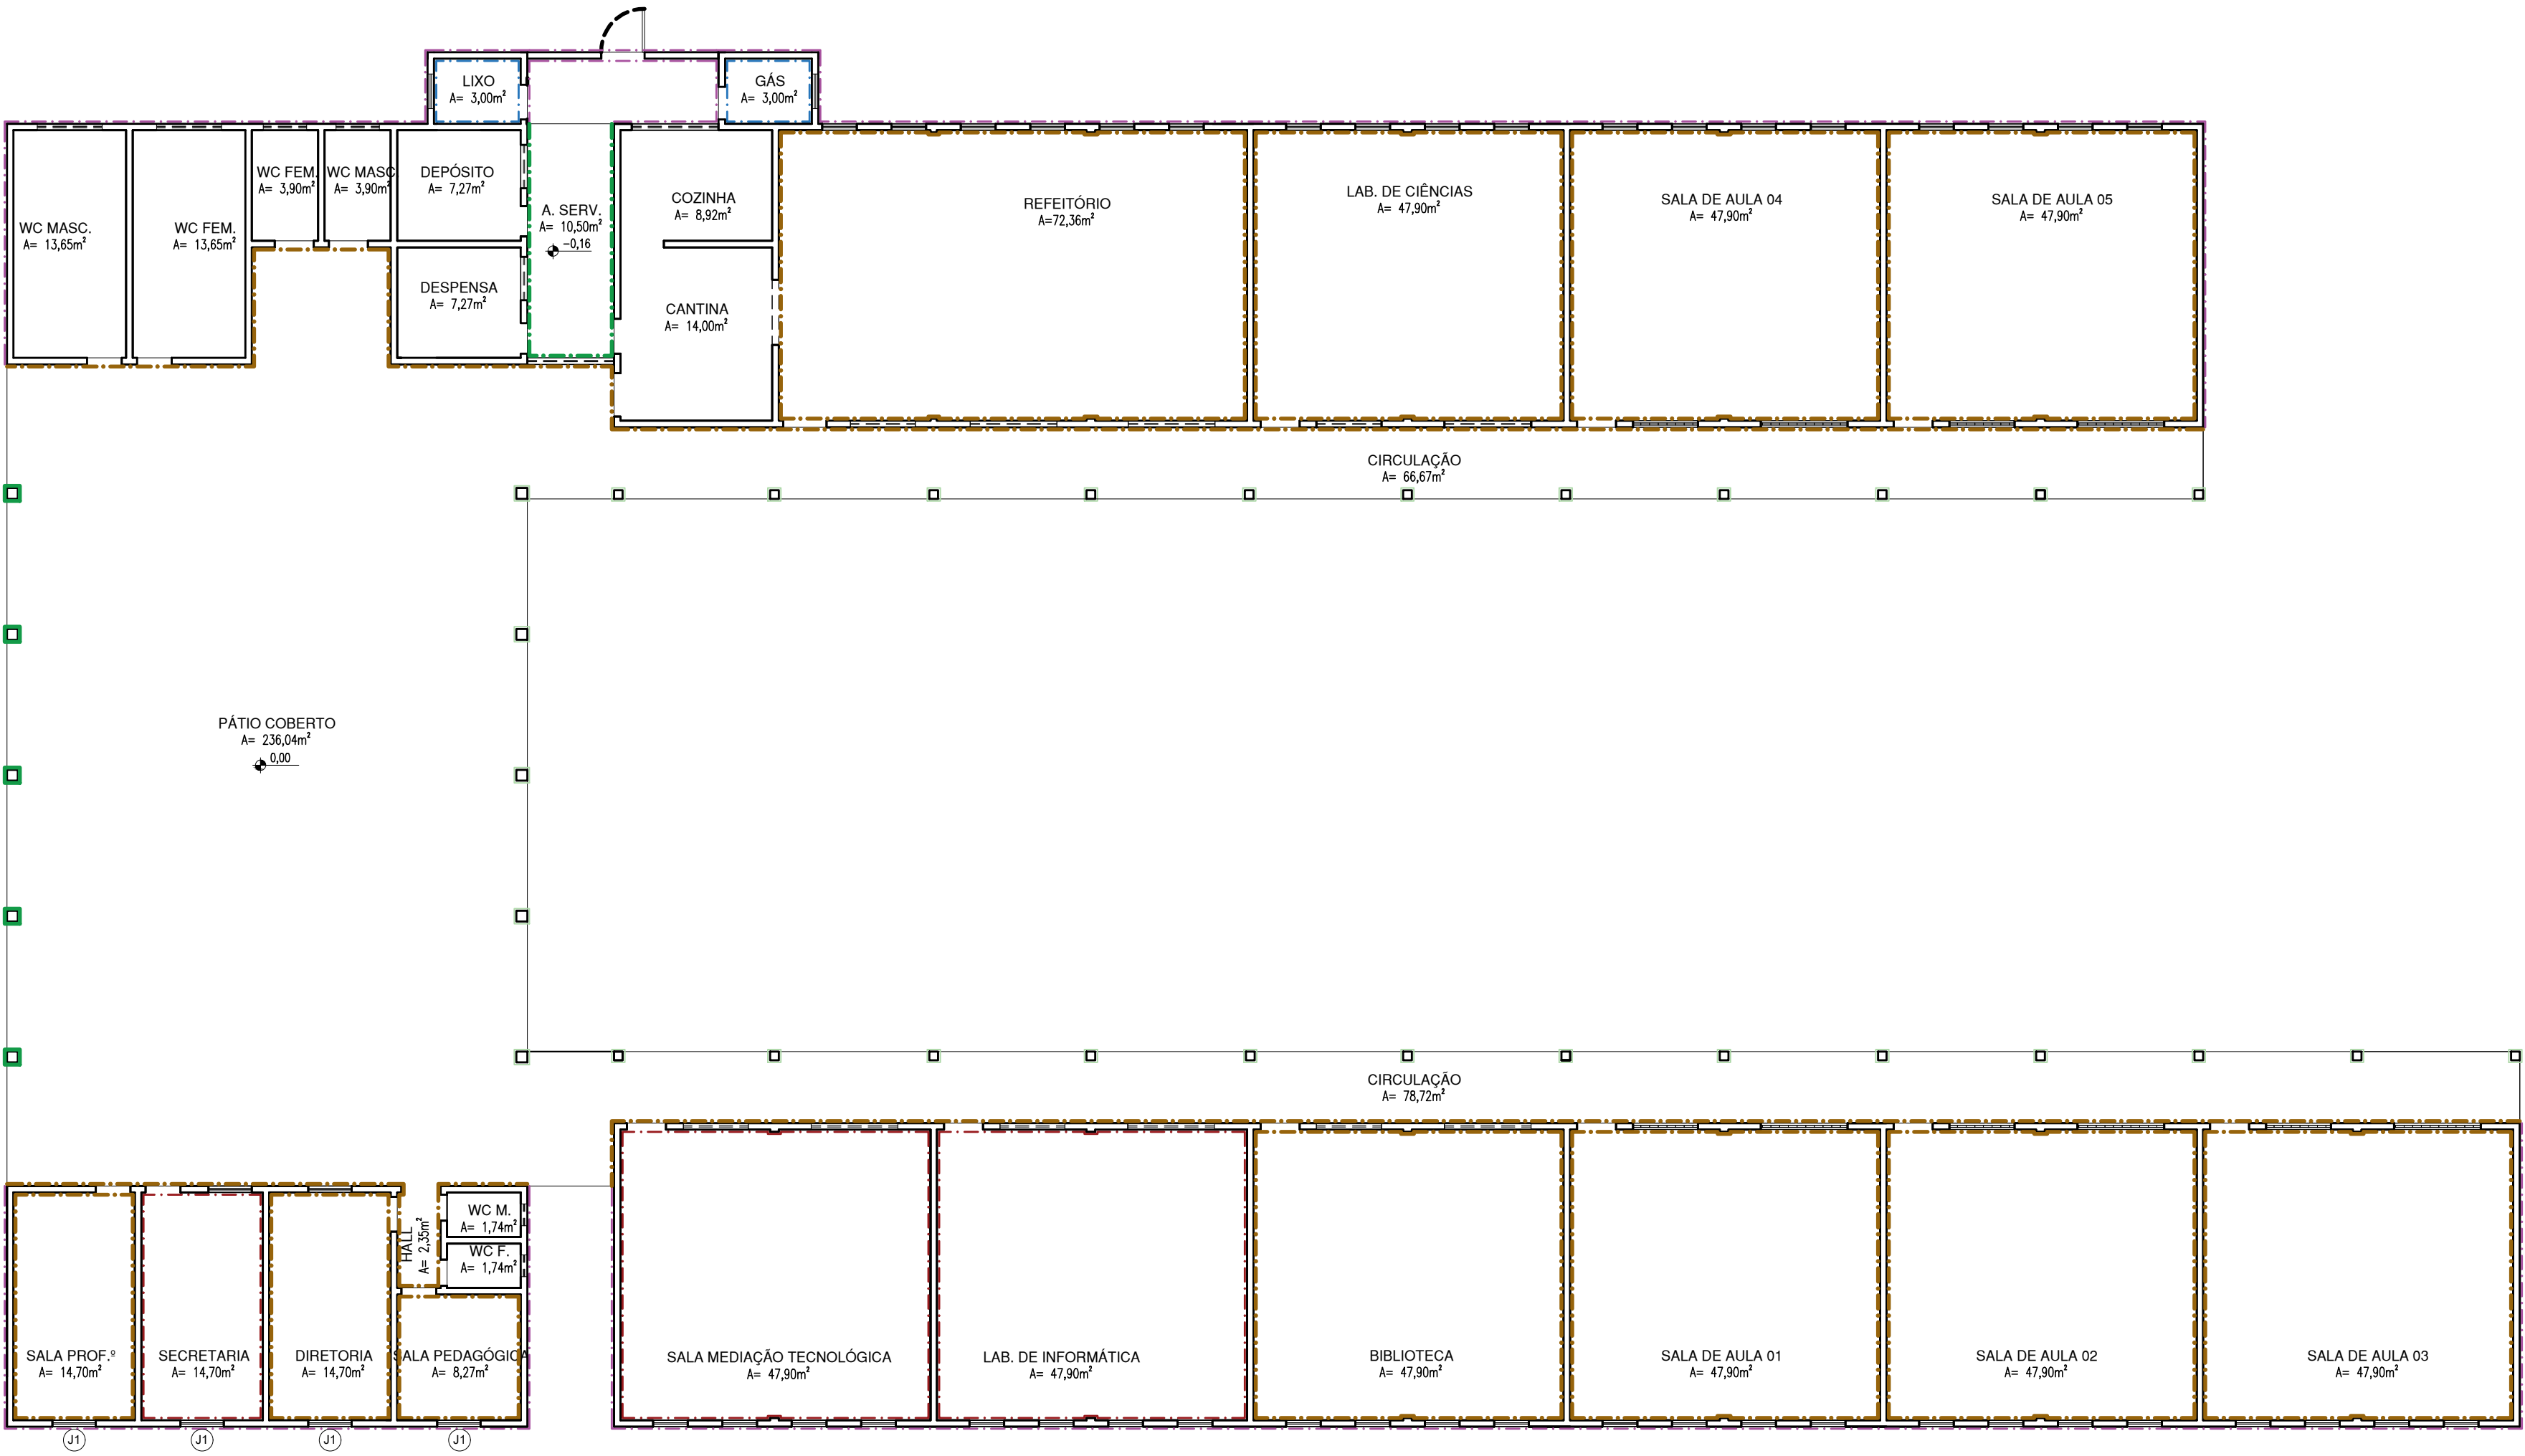 LIXO
A= 3,00m²
GÁS
A= 3,00m²
WC MASC.
A= 13,65m²
WC FEM.
A= 13,65m²
WC FEM.
A= 3,90m²
WC MASC
A= 3,90m²
DEPÓSITO
A= 7,27m²
DESPENSA
A= 7,27m²
A. SERV.
A= 10,50m²
-0,16
COZINHA
A= 8,92m²
CANTINA
A= 14,00m²
REFEITÓRIO
A=72,36m²
LAB. DE CIÊNCIAS
A= 47,90m²
SALA DE AULA 04
A= 47,90m²
SALA DE AULA 05
A= 47,90m²
CIRCULAÇÃO
A= 66,67m²
PÁTIO COBERTO
A= 236,04m²
0,00
CIRCULAÇÃO
A= 78,72m²
SALA PROF.º
A= 14,70m²
SECRETARIA
A= 14,70m²
DIRETORIA
A= 14,70m²
HALL
A= 2,35m²
WC M.
A= 1,74m²
WC F.
A= 1,74m²
SALA PEDAGÓGICA
A= 8,27m²
SALA MEDIAÇÃO TECNOLÓGICA
A= 47,90m²
LAB. DE INFORMÁTICA
A= 47,90m²
BIBLIOTECA
A= 47,90m²
SALA DE AULA 01
A= 47,90m²
SALA DE AULA 02
A= 47,90m²
SALA DE AULA 03
A= 47,90m²
J1
J1
J1
J1